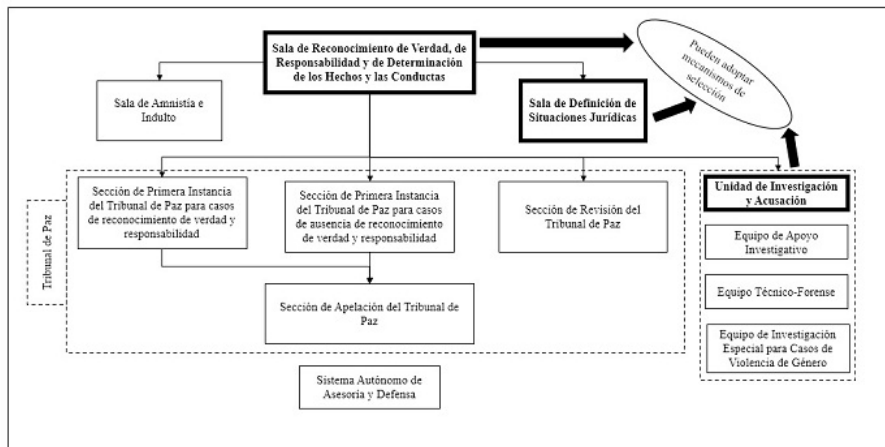 Sala de Reconocimiento de Verdad, de
Responsabilidad y de Determinación
de los Hechos y las Conductas
Pueden adoptar
mecanismos de
selección
Sala de Amnistía e
Indulto
Sala de Definición de
Situaciones Jurídicas
Tribunal de Paz
Sección de Primera Instancia
del Tribunal de Paz para casos
de reconocimiento de verdad y
responsabilidad
Sección de Primera Instancia
del Tribunal de Paz para casos
de ausencia de reconocimiento
de verdad y responsabilidad
Sección de Revisión del
Tribunal de Paz
Unidad de Investigación
y Acusación
Equipo de Apoyo
Investigativo
Equipo Técnico-Forense
Equipo de Investigación
Especial para Casos de
Violencia de Género
Sección de Apelación del Tribunal de
Paz
Sistema Autónomo de
Asesoría y Defensa